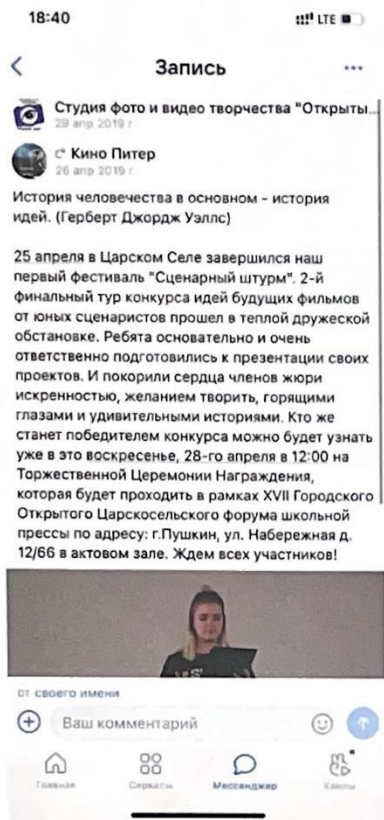 18:40
LTE
Запись
Студия фото и видео творчества "Открыты...
29 апр 2019 г
Кино Питер
26 апр 2019 г
История человечества в основном - история
идей. (Герберт Джордж Уэллс)
25 апреля в Царском Селе завершился наш
первый фестиваль "Сценарный штурм". 2-й
финальный тур конкурса идей будущих фильмов
от юных сценаристов прошел в теплой дружеской
обстановке. Ребята основательно и очень
ответственно подготовились к презентации своих
проектов. И покорили сердца членов жюри
искренностью, желанием творить, горящими
глазами и удивительными историями. Кто же
станет победителем конкурса можно будет узнать
уже в это воскресенье, 28-го апреля в 12:00 на
Торжественной Церемонии Награждения,
которая будет проходить в рамках XVII Городского
Открытого Царскосельского форума школьной
прессы по адресу: г.Пушкин, ул. Набережная д.
12/66 в актовом зале. Ждем всех участников!
от своего имени
Ваш комментарий
Главная
Сервисы
Мессенджер
Клипы